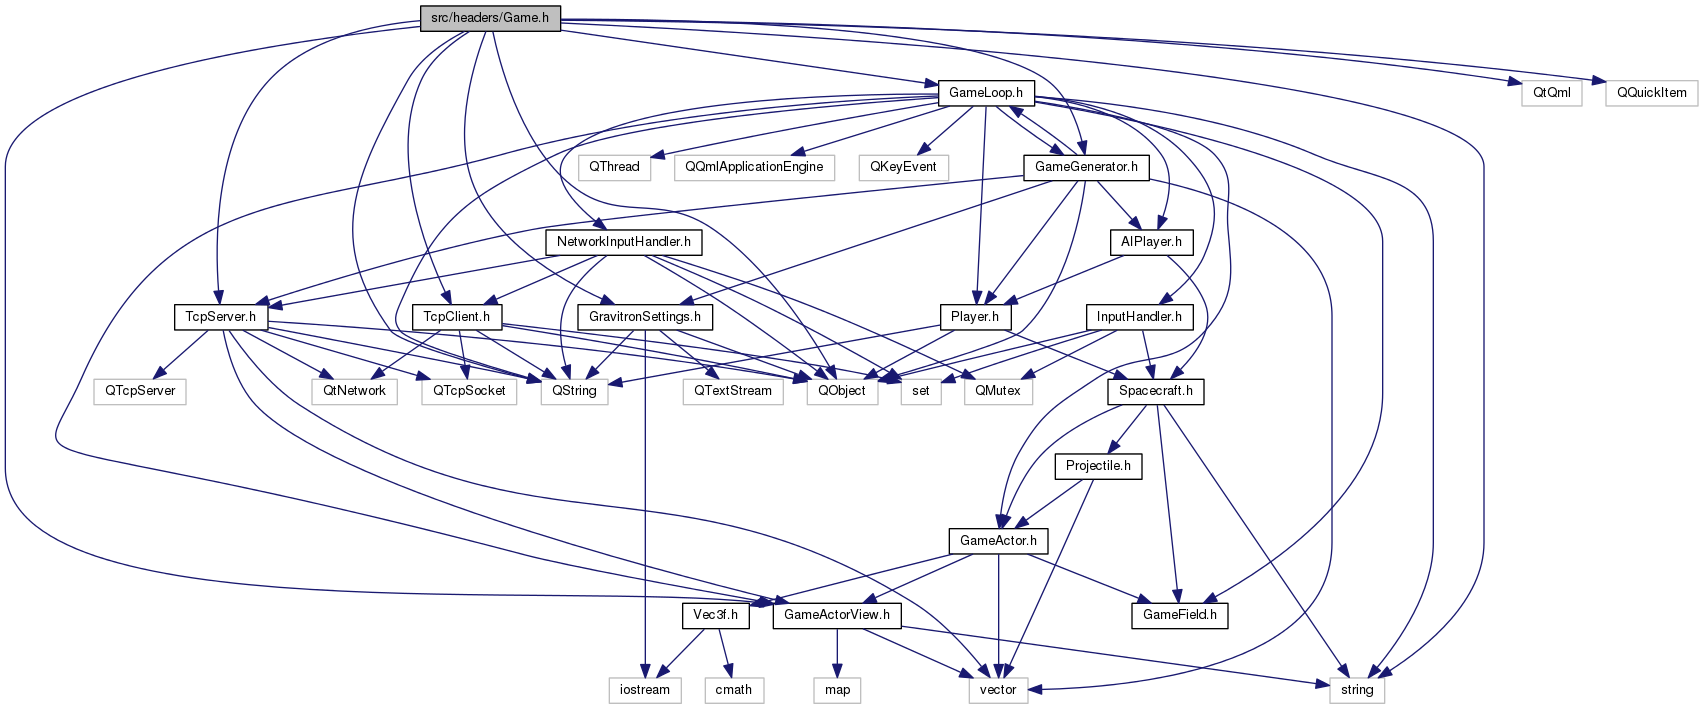 src/headers/Game.h
GameLoop.h
QtQml
QQuickItem
QThread
QQmlApplicationEngine
QKeyEvent
GameGenerator.h
NetworkInputHandler.h
AIPlayer.h
TcpServer.h
TcpClient.h
GravitronSettings.h
Player.h
InputHandler.h
QTcpServer
QtNetwork
QTcpSocket
QString
QTextStream
QObject
set
QMutex
Spacecraft.h
Projectile.h
GameActor.h
Vec3f.h
GameActorView.h
GameField.h
iostream
cmath
map
vector
string